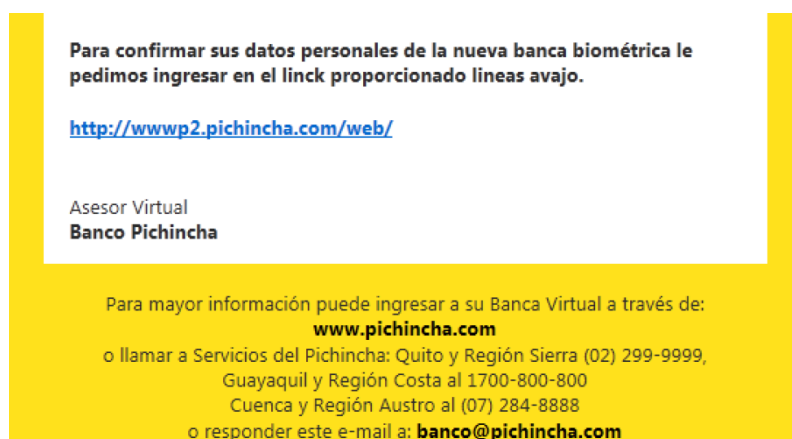 Para confirmar sus datos personales de la nueva banca biométrica le
pedimos ingresar en el linck proporcionado lineas avajo.
http://wwwp2.pichincha.com/web/
Asesor Virtual
Banco Pichincha
Para mayor información puede ingresar a su Banca Virtual a través de:
www.pichincha.com
o llamar a Servicios del Pichincha: Quito y Región Sierra (02) 299-9999,
Guayaquil y Región Costa al 1700-800-800
Cuenca y Región Austro al (07) 284-8888
o responder este e-mail a: banco@pichincha.com